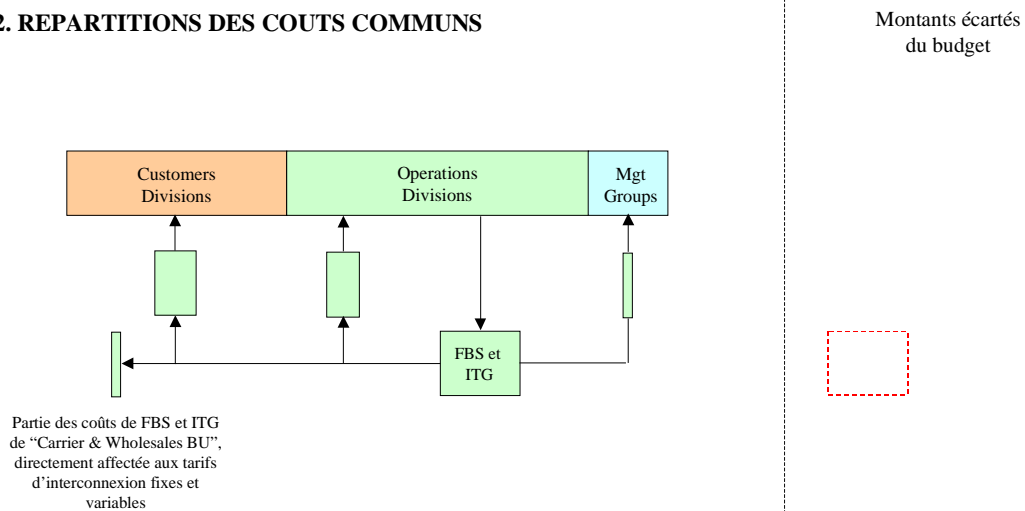 2. REPARTITIONS DES COUTS COMMUNS
Montants écartés
du budget
Customers
Divisions
Operations
Divisions
Mgt
Groups
FBS et
ITG
Partie des coûts de FBS et ITG
de “Carrier & Wholesales BU”,
directement affectée aux tarifs
d’interconnexion fixes et
variables